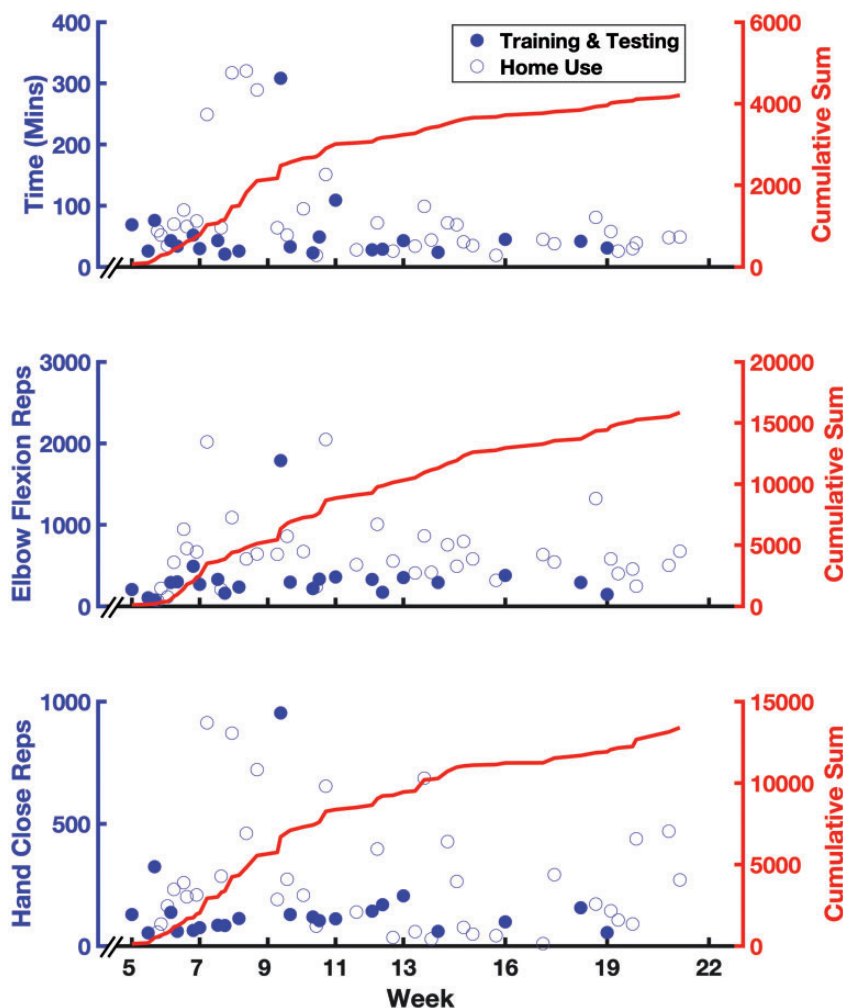 400
300
200
100
0
Time (Mins)
Training & Testing
Home Use
6000
4000
2000
0
Cumulative Sum
3000
2000
1000
0
Elbow Flexion Reps
20000
15000
10000
5000
0
Cumulative Sum
1000
500
0
Hand Close Reps
15000
10000
5000
0
Cumulative Sum
5 7 9 11 13 16 19 22
Week